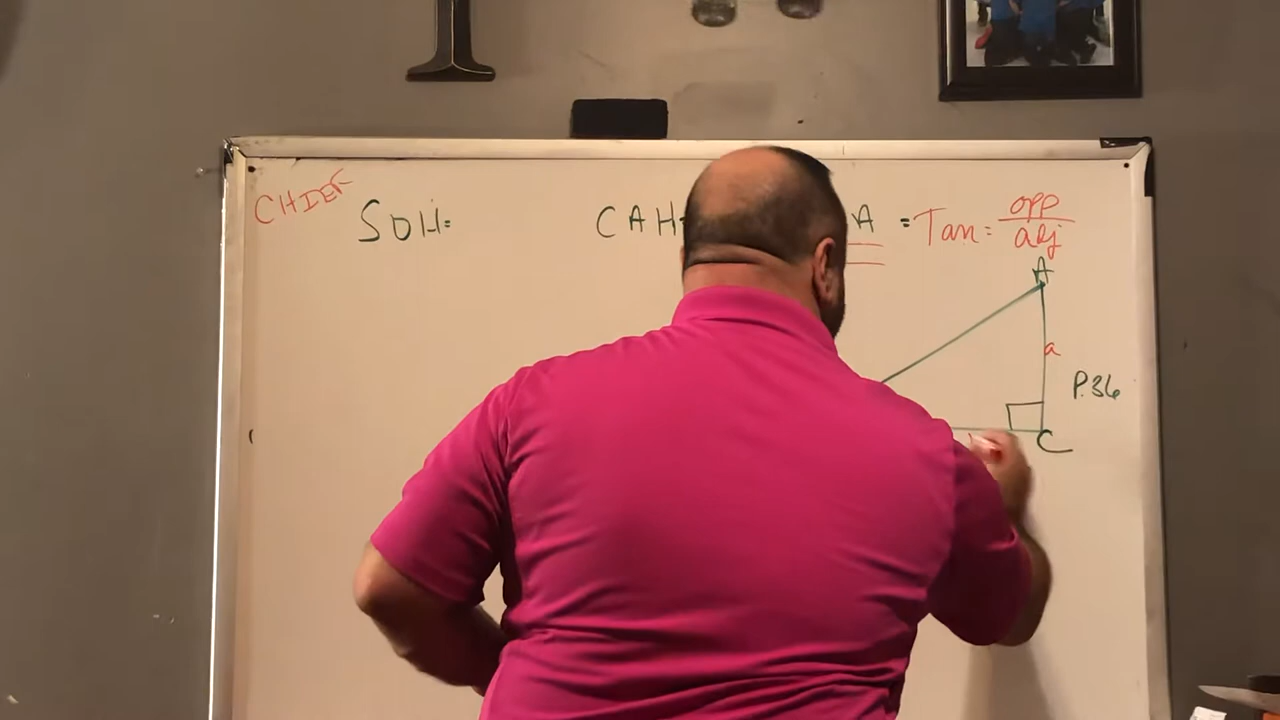 CHIEF
SOH=
CAH
A = Tan = opp
adj
A
a
P.36
C